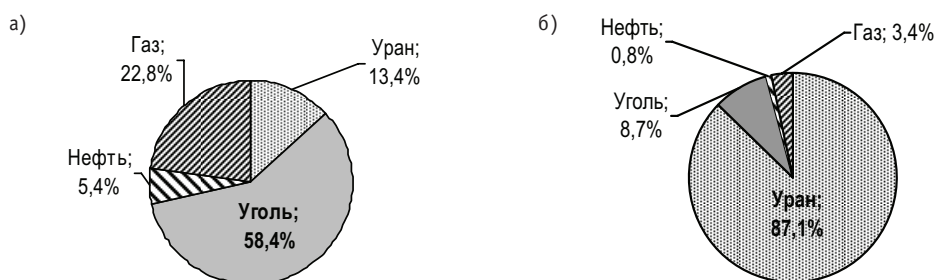 а)
Газ;
22,8%
Уран;
13,4%
Нефть;
5,4%
Уголь;
58,4%
б)
Нефть;
0,8%
Газ; 3,4%
Уголь;
8,7%
Уран;
87,1%